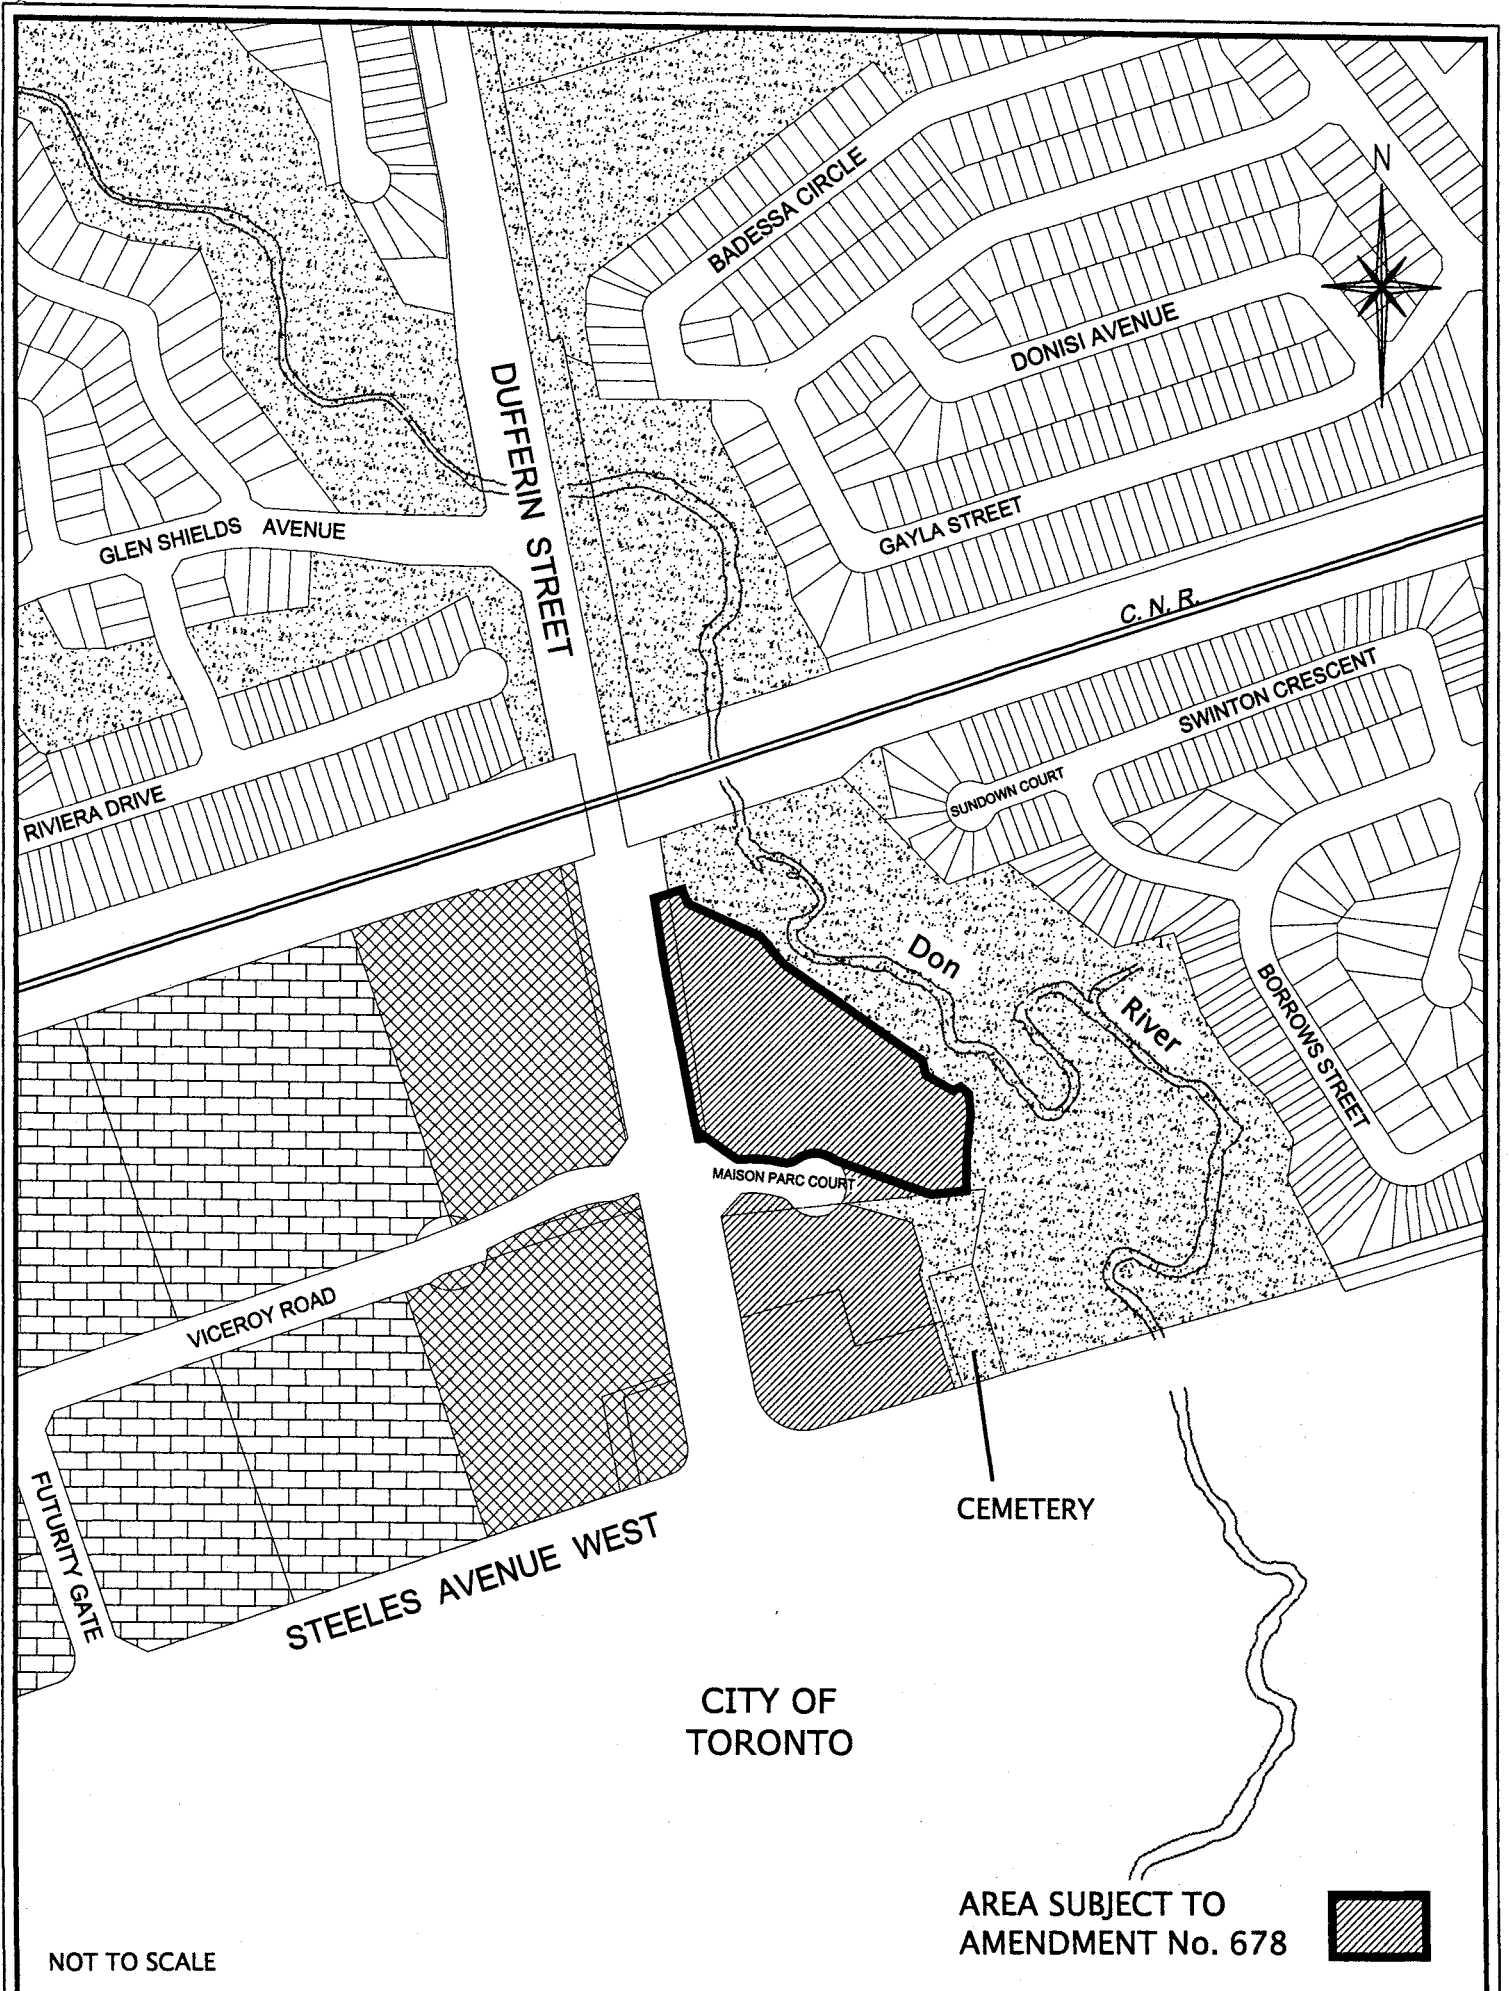 N
BADESSA CIRCLE
DONISI AVENUE
DUFFERIN STREET
GAYLA STREET
GLEN SHIELDS AVENUE
C. N. R.
SWINTON CRESCENT
SUNDOWN COURT
RIVIERA DRIVE
Don
River
BORROWS STREET
MAISON PARC COURT
VICEROY ROAD
CEMETERY
FUTURITY GATE
STEELES AVENUE WEST
CITY OF
TORONTO
AREA SUBJECT TO
AMENDMENT No. 678
NOT TO SCALE